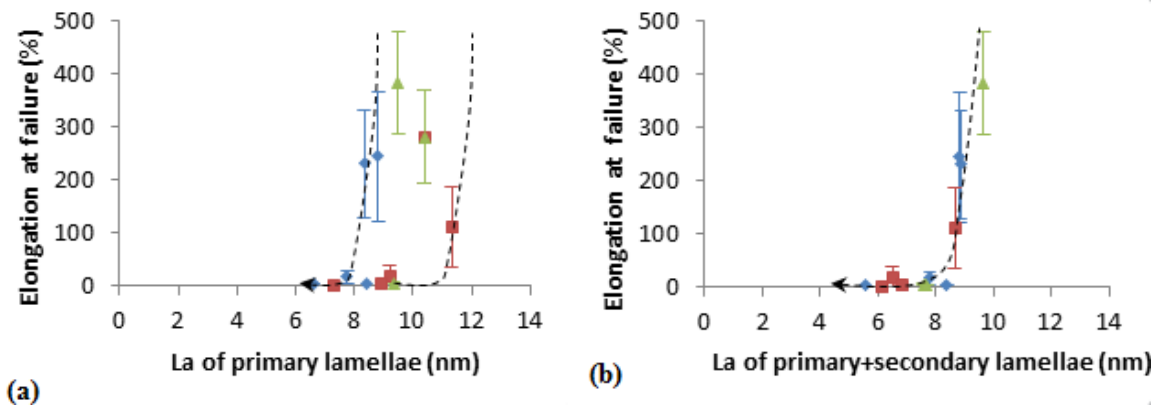 Elongation at failure (%)
500
400
300
200
100
0
0 2 4 6 8 10 12 14
La of primary lamellae (nm)
(a)
Elongation at failure (%)
500
400
300
200
100
0
0 2 4 6 8 10 12 14
La of primary+secondary lamellae (nm)
(b)